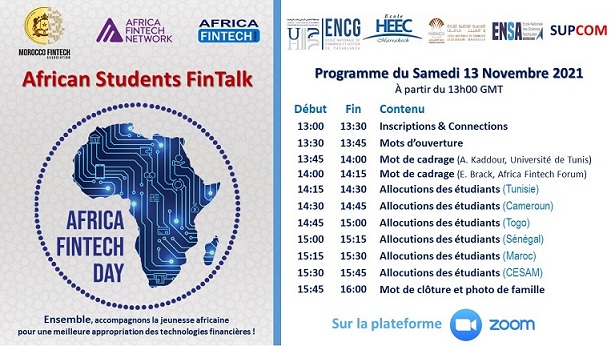 MOROCCO FINTECH
ASSOCIATION
AFRICA
FINTECH
NETWORK
AFRICA
FINTECH
African Students FinTalk
AFRICA
FINTECH
DAY
Ensemble, accompagnons la jeunesse africaine
pour une meilleure appropriation des technologies financières !
ENCG
Ecole
HEEC
Marrakech
ENSA
SUPCOM
Programme du Samedi 13 Novembre 2021
À partir du 13h00 GMT
Début Fin Contenu
13:00 13:30 Inscriptions & Connections
13:30 13:45 Mots d'ouverture
13:45 14:00 Mot de cadrage (A. Kaddour, Université de Tunis)
14:00 14:15 Mot de cadrage (E. Brack, Africa Fintech Forum)
14:15 14:30 Allocutions des étudiants (Tunisie)
14:30 14:45 Allocutions des étudiants (Cameroun)
14:45 15:00 Allocutions des étudiants (Togo)
15:00 15:15 Allocutions des étudiants (Sénégal)
15:15 15:30 Allocutions des étudiants (Maroc)
15:30 15:45 Allocutions des étudiants (CESAM)
15:45 16:00 Mot de clôture et photo de famille
Sur la plateforme zoom